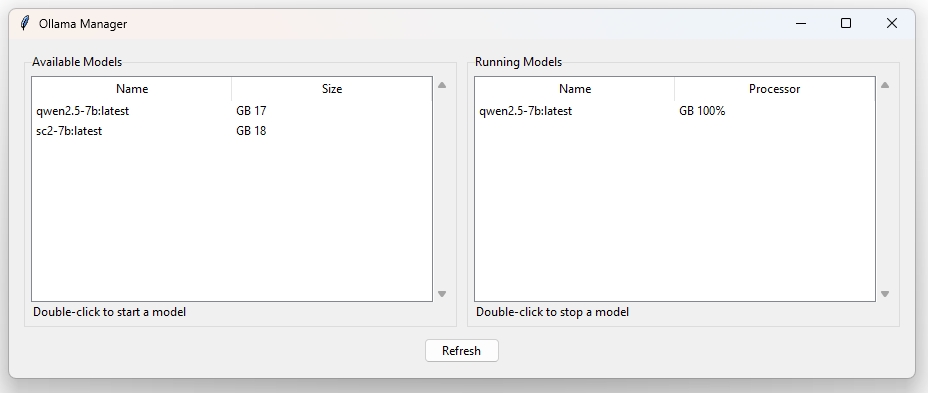 Ollama Manager
Available Models
Name Size
qwen2.5-7b:latest GB 17
sc2-7b:latest GB 18
Double-click to start a model
Running Models
Name Processor
qwen2.5-7b:latest GB 100%
Double-click to stop a model
Refresh